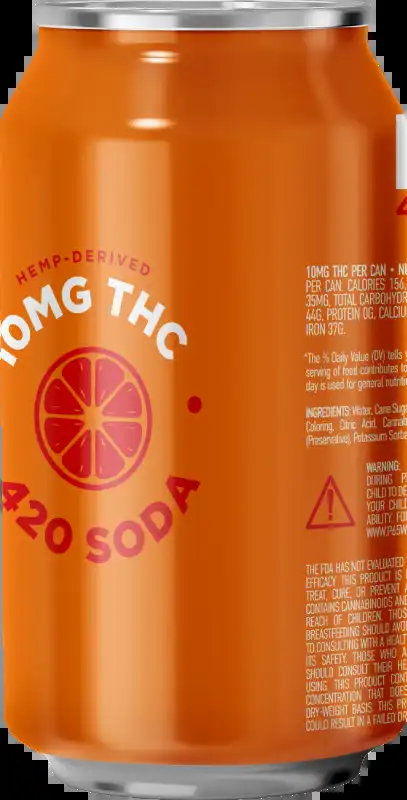 HEMP-DERIVED
10MG THC
420 SODA
10MG THC PER CAN • NU
PER CAN: CALORIES 156,
35MG, TOTAL CARBOHYDR
44G, PROTEIN 0G, CALCIU
IRON 37G.
*The % Daily Value (DV) tells
serving of feed contributes to
day is used for general nutriti
INGREDIENTS: Water, Cane Suga
Coloring, Citric Acid, Cannab
(Preservative), Potassium Sorba
WARNING:
DURING P
CHILD TO DE
YOUR CHIL
ABILITY. FO
WWW.P65W
THE FDA HAS NOT EVALUATED
EFFICACY. THIS PRODUCT IS
TREAT, CURE, OR PREVENT
CONTAINS CANNABINOIDS AND
REACH OF CHILDREN. THOS
BREASTFEEDING SHOULD AVO
TO CONSULTING WITH A HEALT
ITS SAFETY. THOSE WHO A
SHOULD CONSULT THEIR HE
USING THIS PRODUCT CONT
CONCENTRATION THAT DOES
DRY-WEIGHT BASIS. THIS PR
COULD RESULT IN A FAILED DR